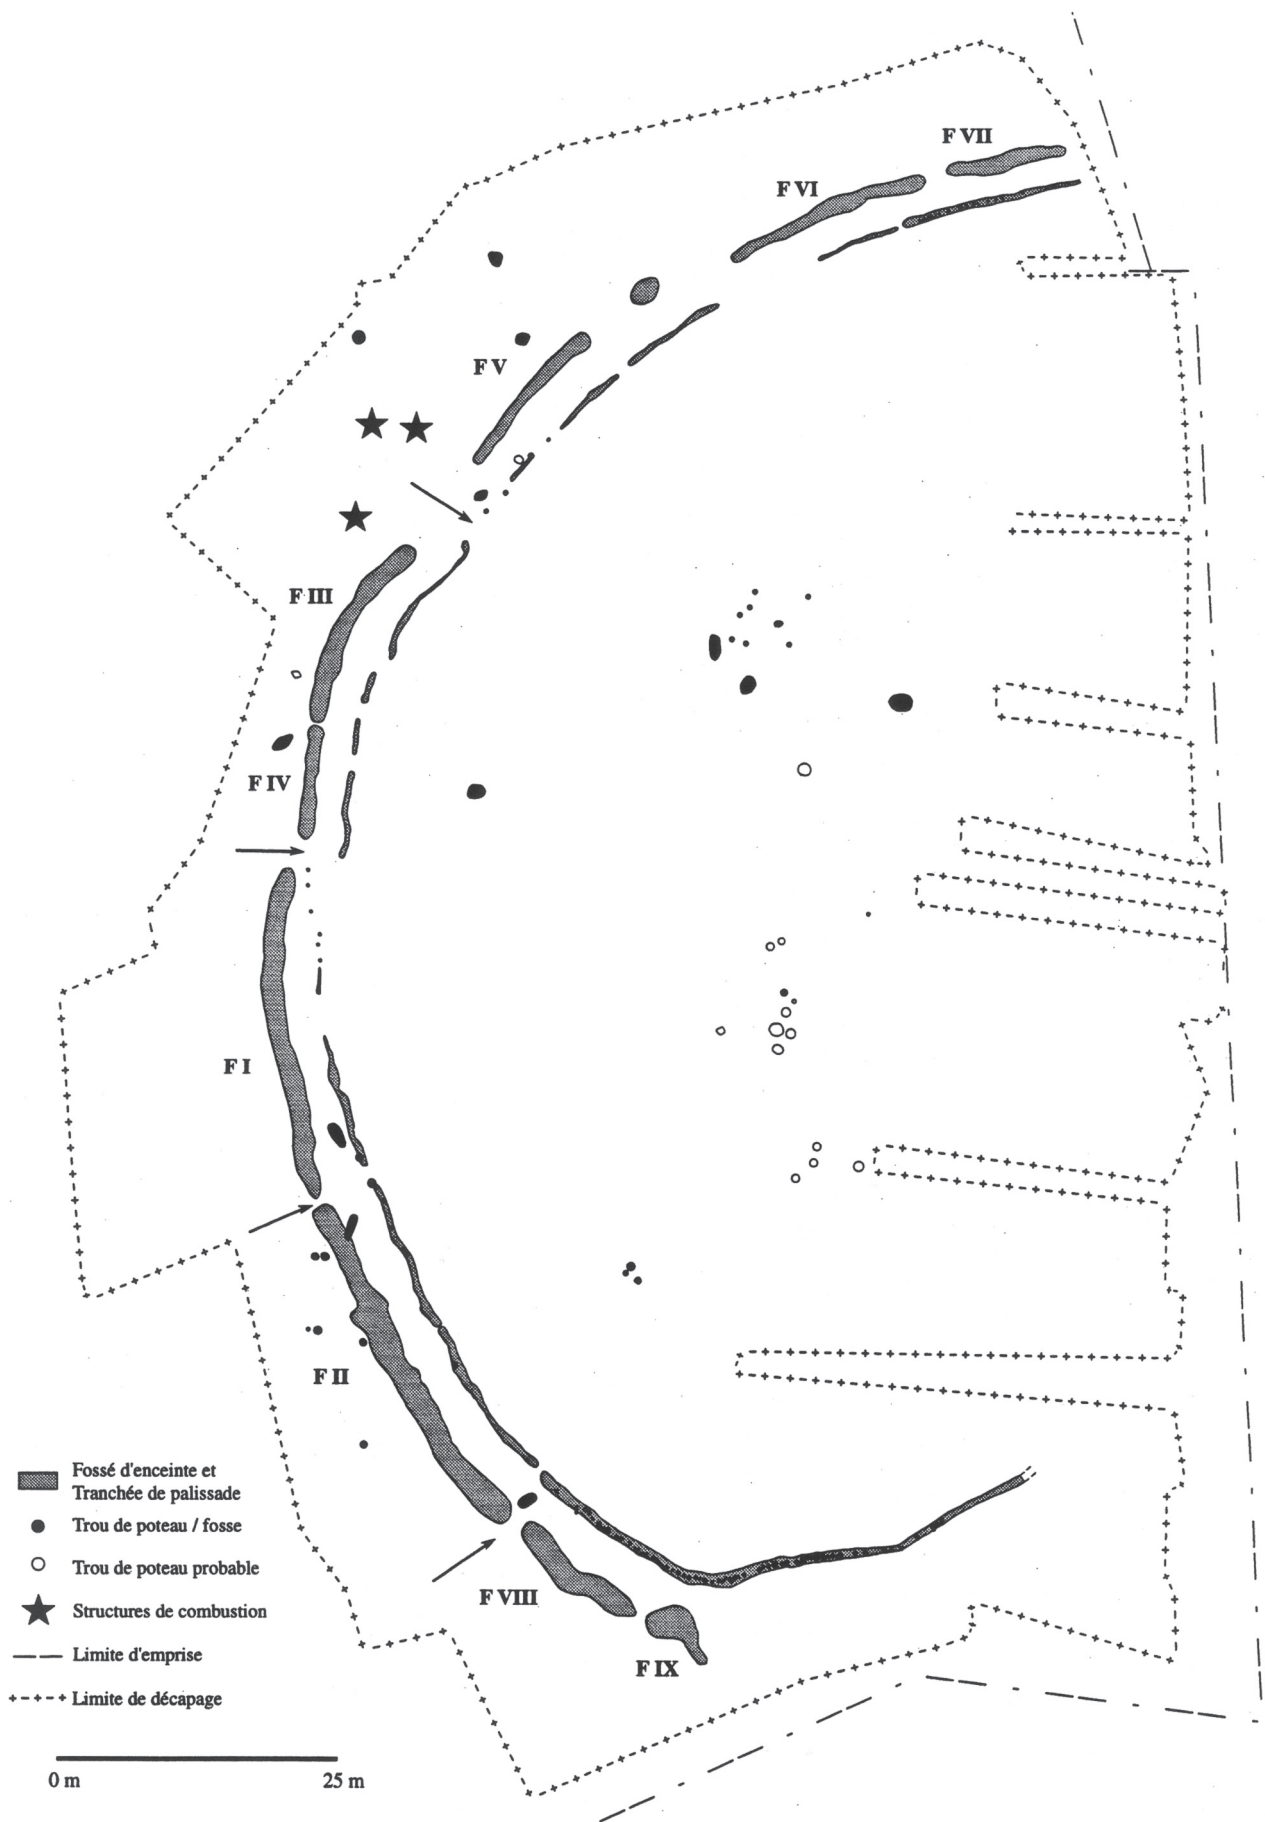 F VII
F VI
F V
F III
F IV
F I
F II
F VIII
F IX
Fossé d'enceinte et
Tranchée de palissade
Trou de poteau / fosse
Trou de poteau probable
Structures de combustion
Limite d'emprise
Limite de décapage
0 m
25 m